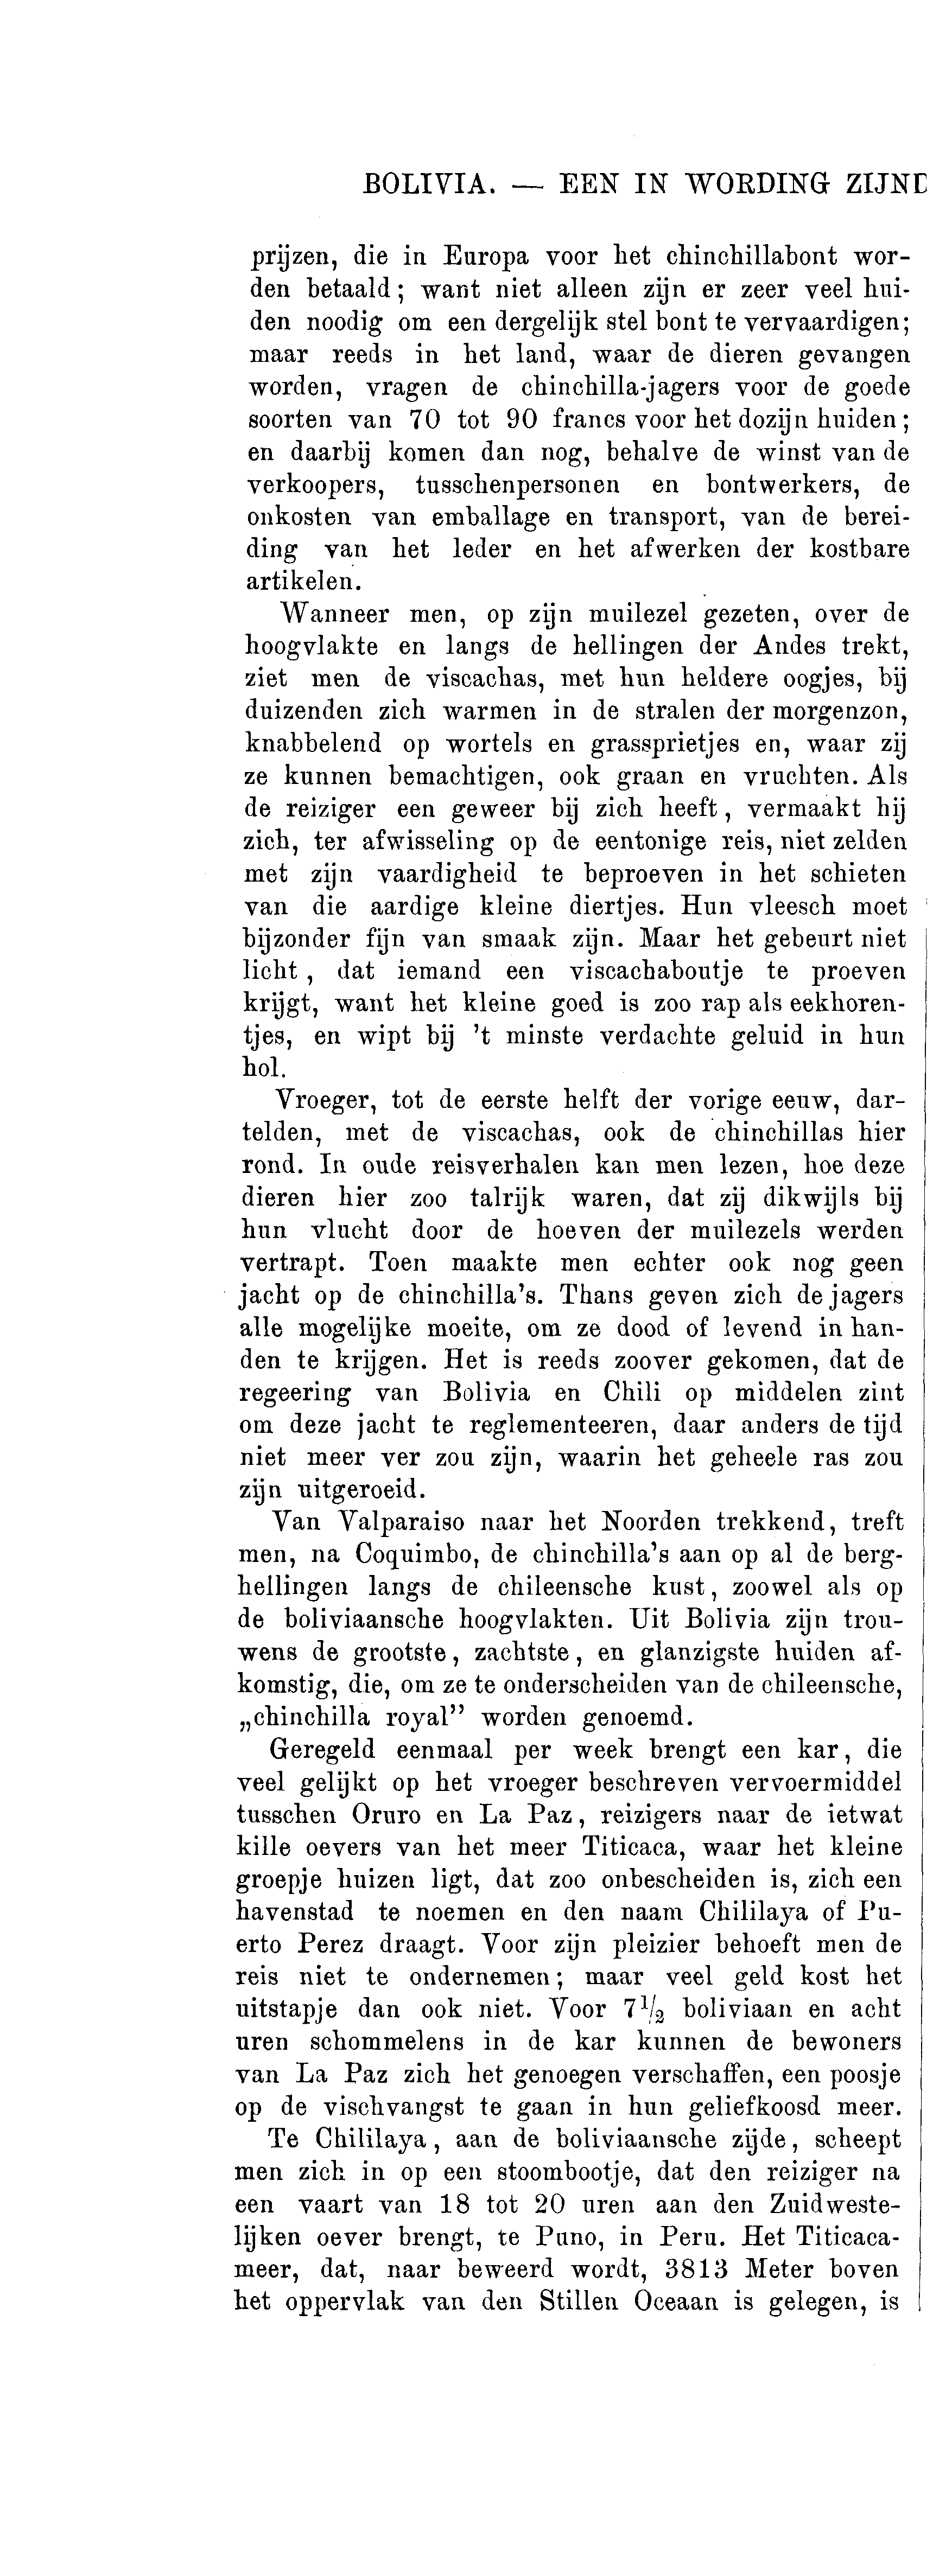 BOLIVIA. — EEN IN WORDING ZIJND
prijzen, die in Europa voor het chinchillabont wor-
den betaald; want niet alleen zijn er zeer veel hui-
den noodig om een dergelijk stel bont te vervaardigen;
maar reeds in het land, waar de dieren gevangen
worden, vragen de chinchilla-jagers voor de goede
soorten van 70 tot 90 francs voor het dozijn huiden;
en daarbij komen dan nog, behalve de winst van de
verkoopers, tusschenpersonen en bontwerkers, de
onkosten van emballage en transport, van de berei-
ding van het leder en het afwerken der kostbare
artikelen.
Wanneer men, op zijn muilezel gezeten, over de
hoogvlakte en langs de hellingen der Andes trekt,
ziet men de viscachas, met hun heldere oogjes, bij
duizenden zich warmen in de stralen der morgenzon,
knabbelend op wortels en grassprietjes en, waar zij
ze kunnen bemachtigen, ook graan en vruchten. Als
de reiziger een geweer bij zich heeft, vermaakt hij
zich, ter afwisseling op de eentonige reis, niet zelden
met zijn vaardigheid te beproeven in het schieten
van die aardige kleine diertjes. Hun vleesch moet
bijzonder fijn van smaak zijn. Maar het gebeurt niet
licht, dat iemand een viscachaboutje te proeven
krijgt, want het kleine goed is zoo rap als eekhoren-
tjes, en wipt bij 't minste verdachte geluid in hun
hol.
Vroeger, tot de eerste helft der vorige eeuw, dar-
telden, met de viscachas, ook de chinchillas hier
rond. In oude reisverhalen kan men lezen, hoe deze
dieren hier zoo talrijk waren, dat zij dikwijls bij
hun vlucht door de hoeven der muilezels werden
vertrapt. Toen maakte men echter ook nog geen
jacht op de chinchilla's. Thans geven zich de jagers
alle mogelijke moeite, om ze dood of levend in han-
den te krijgen. Het is reeds zoover gekomen, dat de
regeering van Bolivia en Chili op middelen zint
om deze jacht te reglementeeren, daar anders de tijd
niet meer ver zou zijn, waarin het geheele ras zou
zijn uitgeroeid.
Van Valparaiso naar het Noorden trekkend, treft
men, na Coquimbo, de chinchilla's aan op al de berg-
hellingen langs de chileensche kust, zoowel als op
de boliviaansche hoogvlakten. Uit Bolivia zijn trou-
wens de grootste, zachtste, en glanzigste huiden af-
komstig, die, om ze te onderscheiden van de chileensche,
„chinchilla royal” worden genoemd.
Geregeld eenmaal per week brengt een kar, die
veel gelijkt op het vroeger beschreven vervoermiddel
tusschen Oruro en La Paz, reizigers naar de ietwat
kille oevers van het meer Titicaca, waar het kleine
groepje huizen ligt, dat zoo onbescheiden is, zich een
havenstad te noemen en den naam Chililaya of Pu-
erto Perez draagt. Voor zijn pleizier behoeft men de
reis niet te ondernemen; maar veel geld kost het
uitstapje dan ook niet. Voor 7½ boliviaan en acht
uren schommelens in de kar kunnen de bewoners
van La Paz zich het genoegen verschaffen, een poosje
op de vischvangst te gaan in hun geliefkoosd meer.
Te Chililaya, aan de boliviaansche zijde, scheept
men zich in op een stoombootje, dat den reiziger na
een vaart van 18 tot 20 uren aan den Zuidweste-
lijken oever brengt, te Puno, in Peru. Het Titicaca-
meer, dat, naar beweerd wordt, 3813 Meter boven
het oppervlak van den Stillen Oceaan is gelegen, is